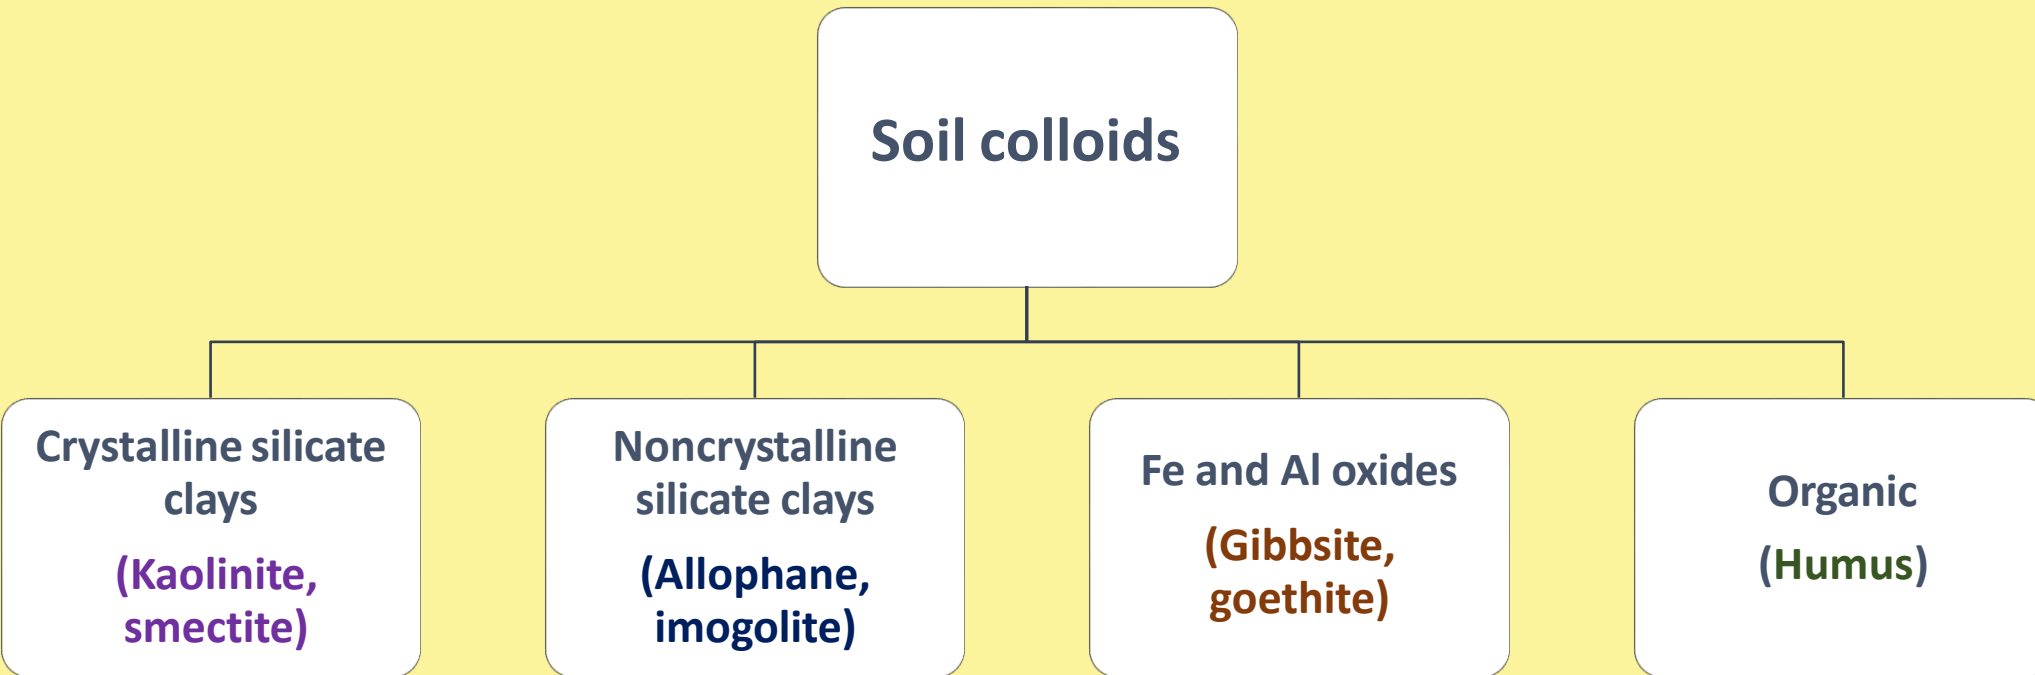 Soil colloids
Crystalline silicate
clays
(Kaolinite,
smectite)
Noncrystalline
silicate clays
(Allophane,
imogolite)
Fe and Al oxides
(Gibbsite,
goethite)
Organic
(Humus)